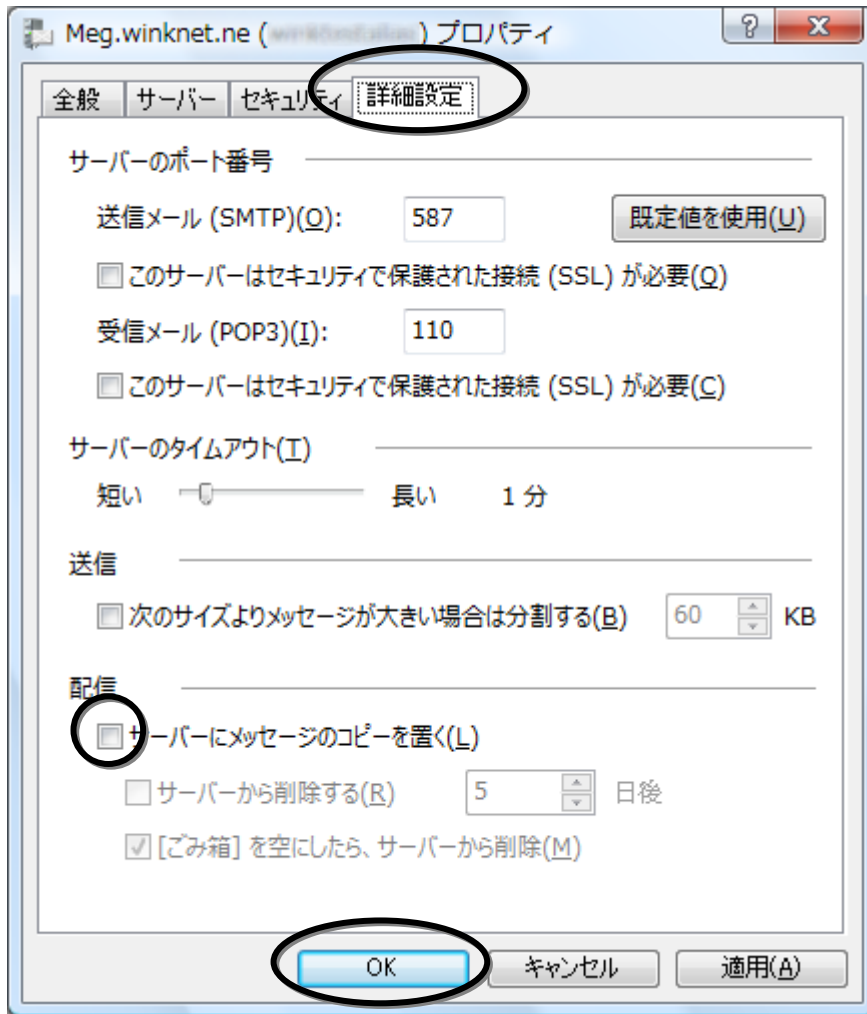 Meg.winknet.ne ( ) プロパティ
全般 サーバー セキュリティ 詳細設定
サーバーのポート番号
送信メール (SMTP)(O): 587 既定値を使用(U)
このサーバーはセキュリティで保護された接続 (SSL) が必要(Q)
受信メール (POP3)(I): 110
このサーバーはセキュリティで保護された接続 (SSL) が必要(C)
サーバーのタイムアウト(T)
短い 長い 1 分
送信
次のサイズよりメッセージが大きい場合は分割する(B) 60 KB
配信
サーバーにメッセージのコピーを置く(L)
サーバーから削除する(R) 5 日後
[ごみ箱] を空にしたら、サーバーから削除(M)
OK キャンセル 適用(A)